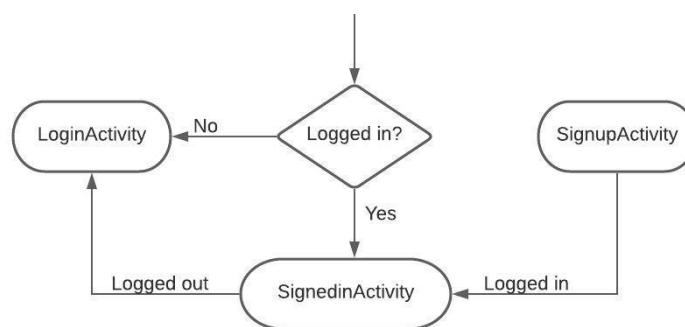 No
LoginActivity
Logged in?
SignupActivity
Yes
Logged out
SignedinActivity
Logged in